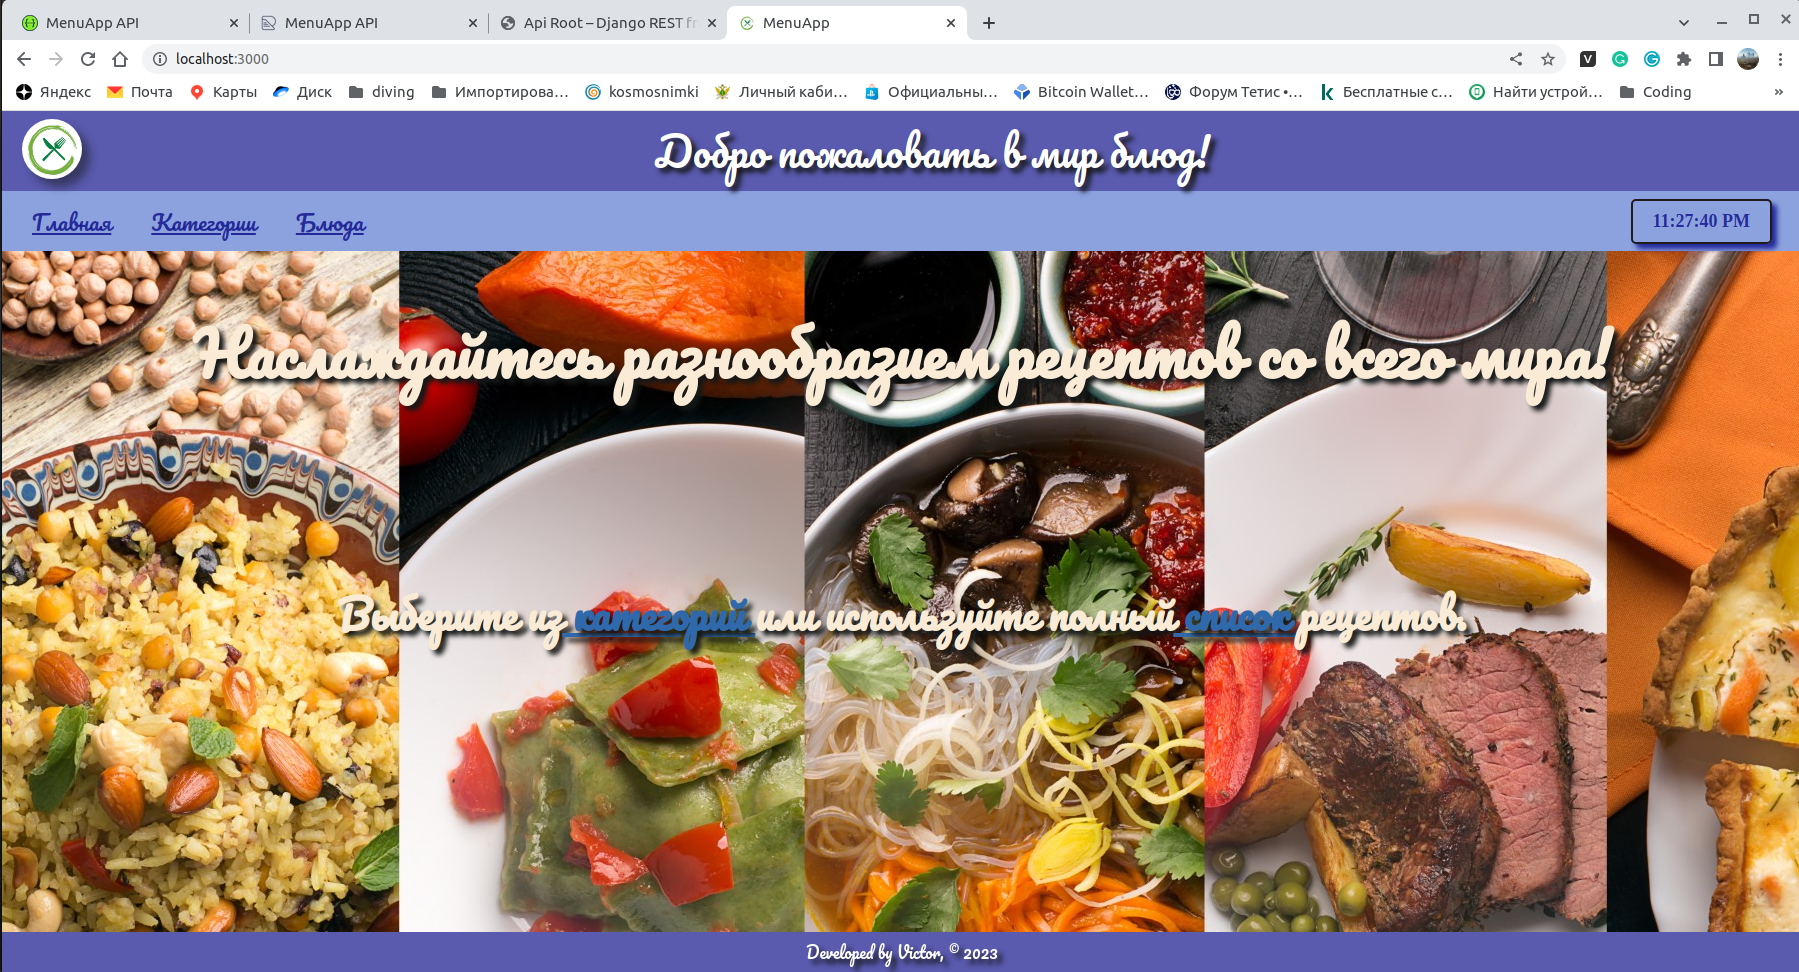 MenuApp API
MenuApp API
Api Root – Django REST fr
MenuApp
localhost:3000
Яндекс
Почта
Карты
Диск
diving
Импортирова...
kosmosnimki
Личный каби...
Официальны...
Bitcoin Wallet...
Форум Тетис •...
Бесплатные с...
Найти устрой...
Coding
»
Добро пожаловать в мир блюд!
Главная
Категории
Блюда
11:27:40 PM
Наслаждайтесь разнообразием рецептов со всего мира!
Выберите из категорий или используйте полный список рецептов.
Developed by Victor, © 2023